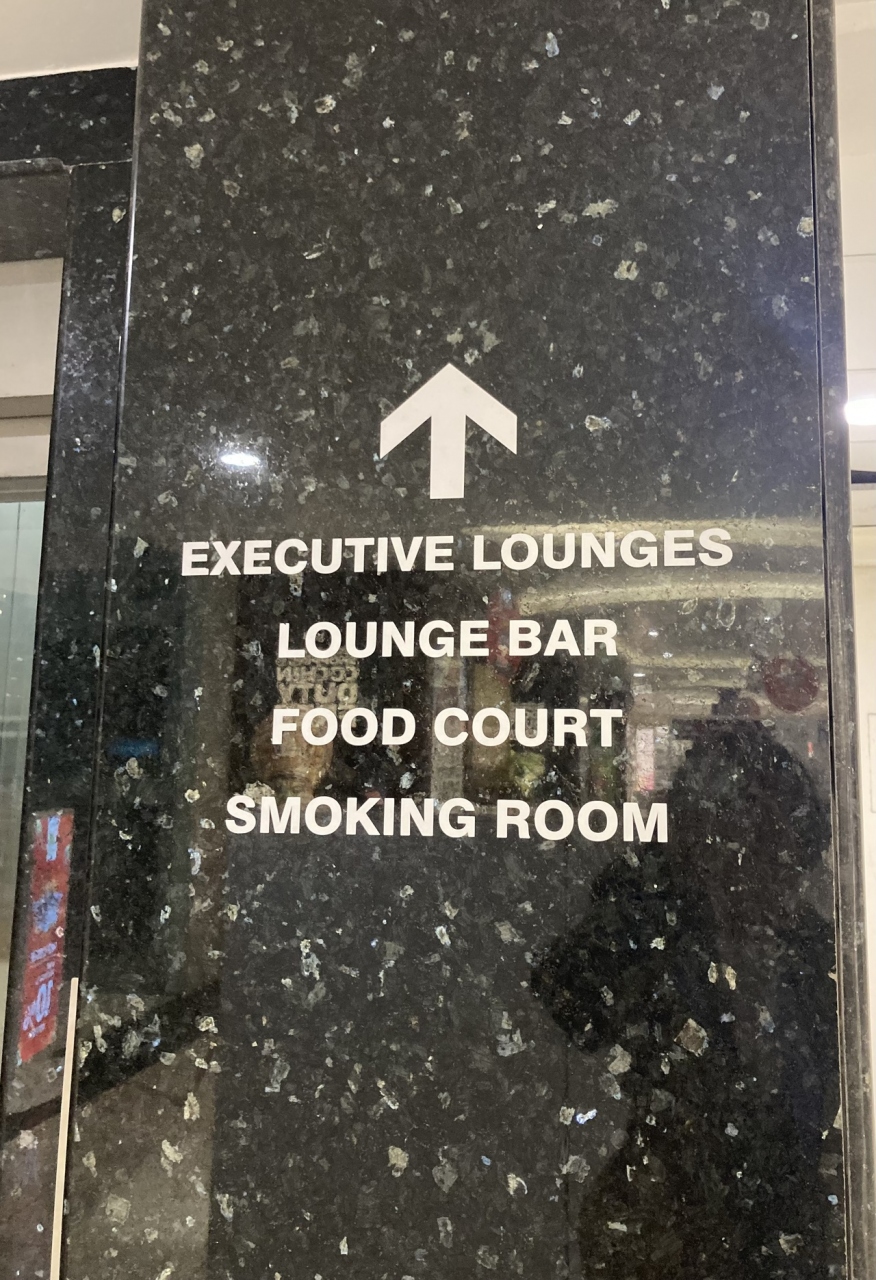 EXECUTIVE LOUNGES
LOUNGE BAR
FOOD COURT
SMOKING ROOM